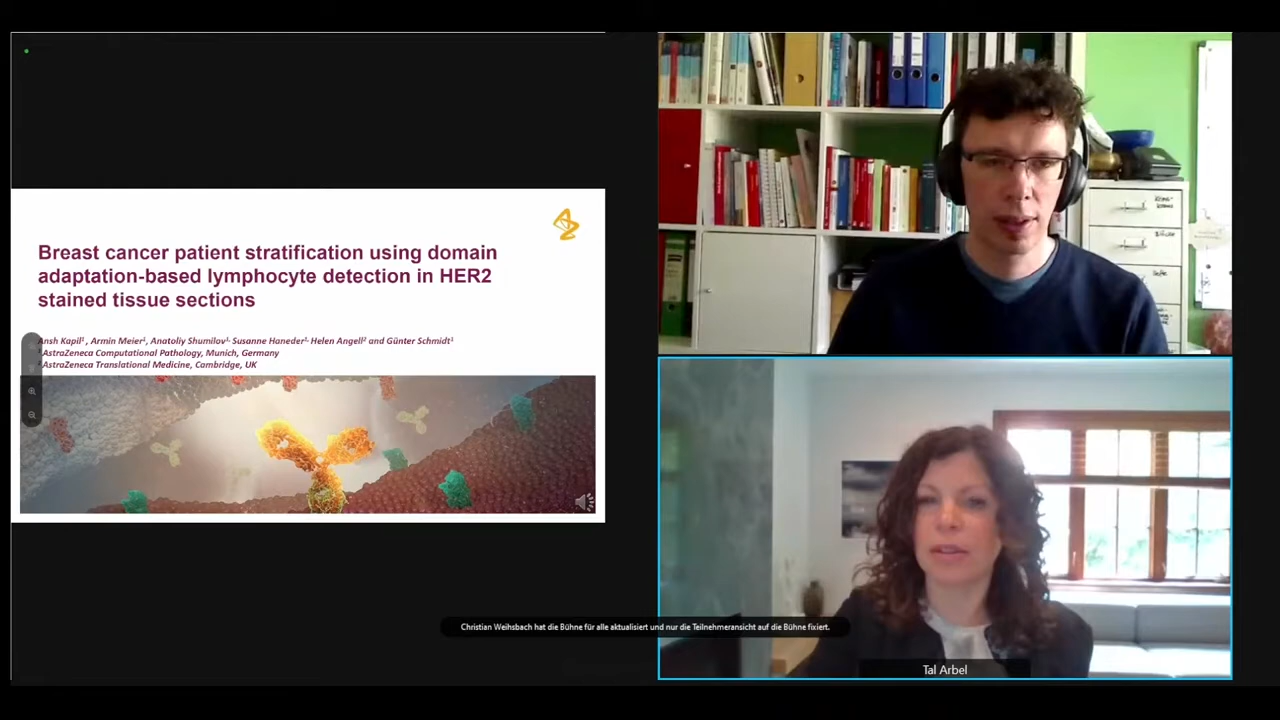 Breast cancer patient stratification using domain
adaptation-based lymphocyte detection in HER2
stained tissue sections
Ansh Kapil¹, Armin Meier¹, Anatoliy Shumilov¹, Susanne Haneder¹, Helen Angell² and Günter Schmidt¹
AstraZeneca Computational Pathology, Munich, Germany
AstraZeneca Translational Medicine, Cambridge, UK
Christian Weihsbach hat die Bühne für alle aktualisiert und nur die Teilnehmeransicht auf die Bühne fixiert.
Tal Arbel